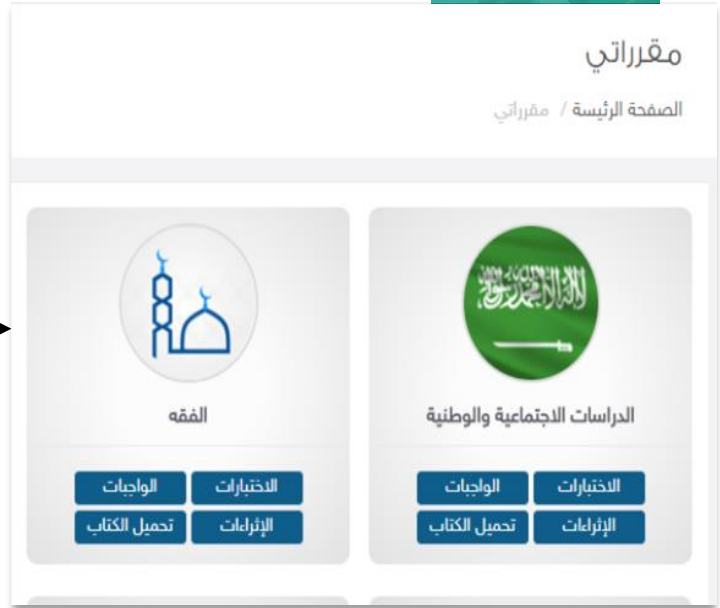 مقرراتي
الصفحة الرئيسة / مقرراتي
الدراسات الاجتماعية والوطنية
الاختبارات الواجبات
الإثراءات تحميل الكتاب
الفقه
الاختبارات الواجبات
الإثراءات تحميل الكتاب